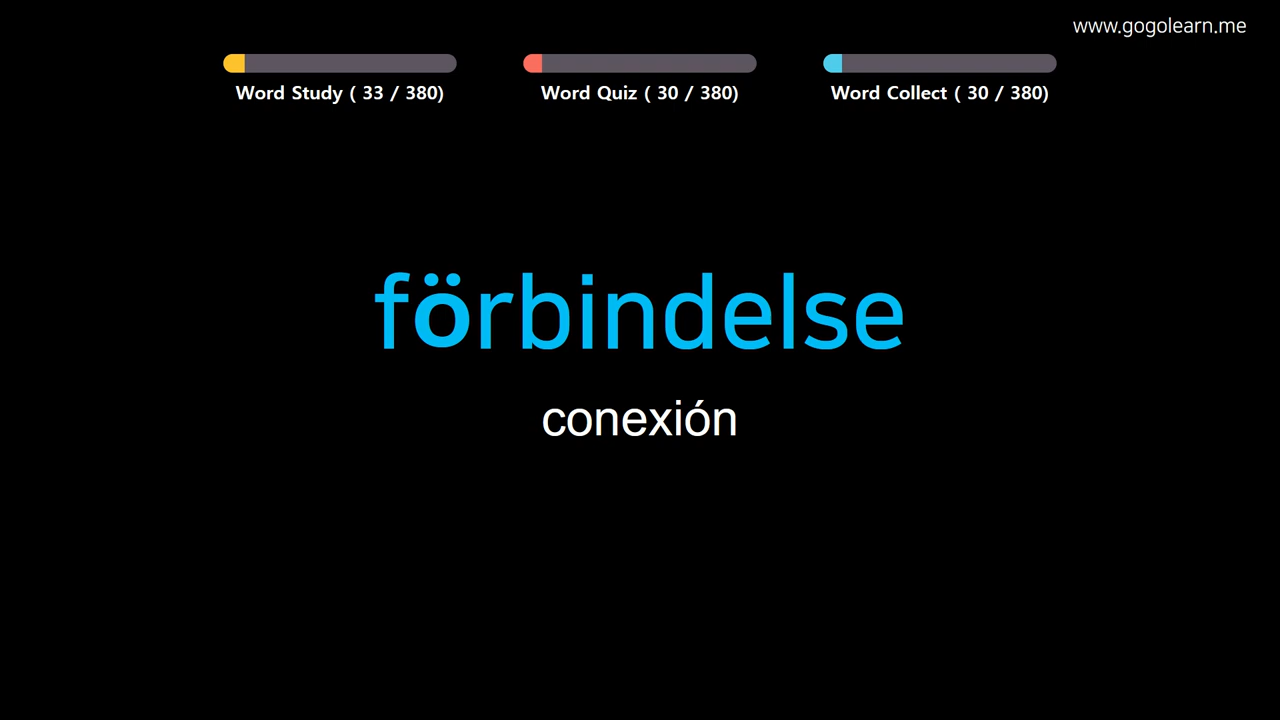 www.gogolearn.me
Word Study ( 33 / 380)
Word Quiz ( 30 / 380)
Word Collect ( 30 / 380)
förbindelse
conexión